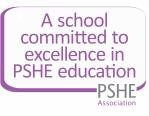 A school
committed to
excellence in
PSHE education
PSHE
Association